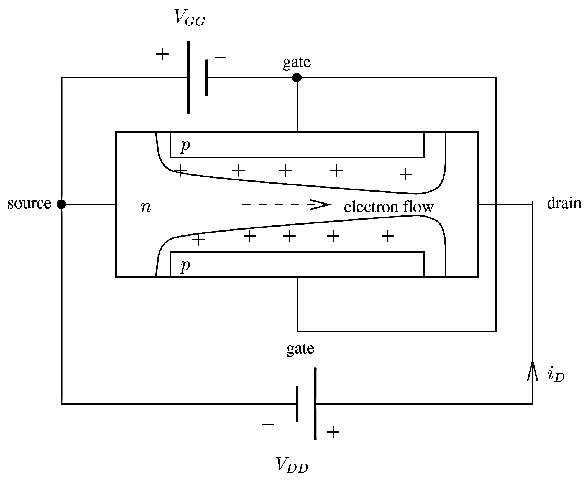 V_GG
+ −
gate
p
+ + + + +
source
n
electron flow
drain
+ + + + +
p
gate
i_D
− +
V_DD